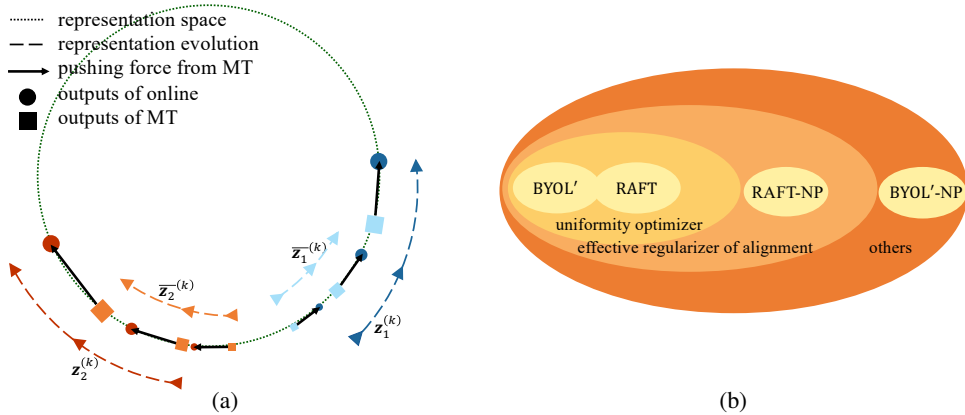 representation space
representation evolution
pushing force from MT
outputs of online
outputs of MT
z̄₁⁽ᵏ⁾
z̄₂⁽ᵏ⁾
z₁⁽ᵏ⁾
z₂⁽ᵏ⁾
(a)
BYOL′ RAFT RAFT-NP BYOL′-NP
uniformity optimizer
effective regularizer of alignment others
(b)